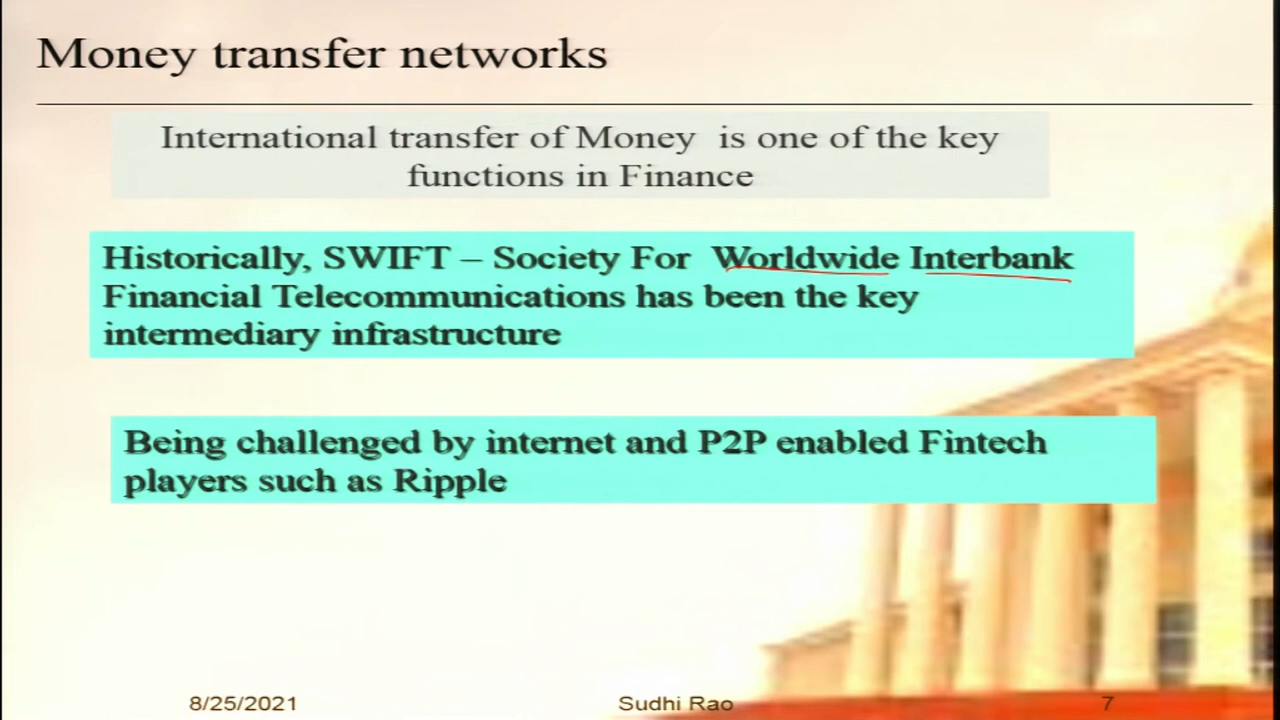 Money transfer networks
International transfer of Money is one of the key
functions in Finance
Historically, SWIFT – Society For Worldwide Interbank
Financial Telecommunications has been the key
intermediary infrastructure
Being challenged by internet and P2P enabled Fintech
players such as Ripple
8/25/2021 Sudhi Rao 7